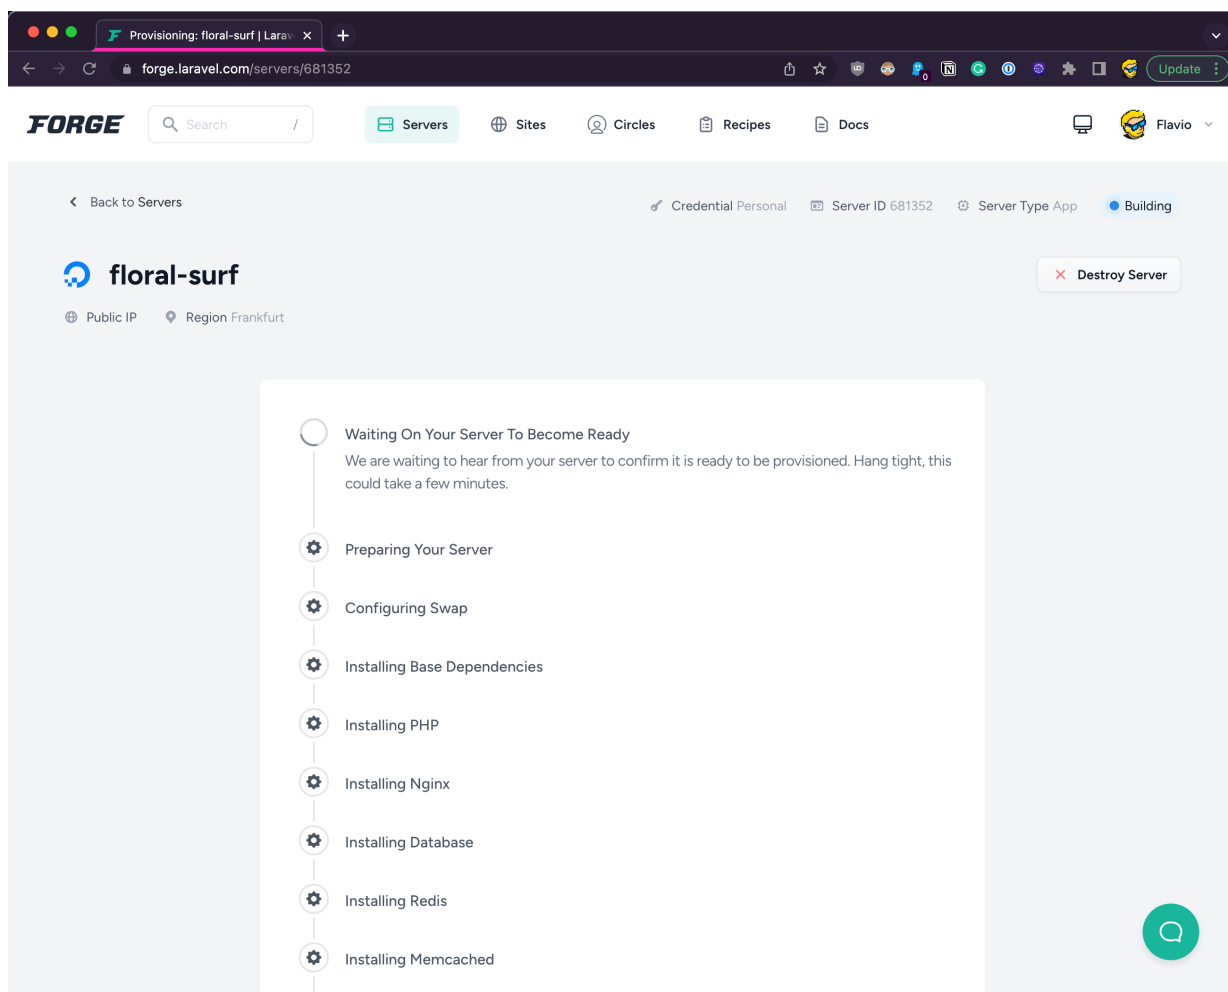 Provisioning: floral-surf | Larav
forge.laravel.com/servers/681352
0
Update
FORGE
Search /
Servers
Sites
Circles
Recipes
Docs
Flavio
Back to Servers
Credential Personal
Server ID 681352
Server Type App
Building
floral-surf
Destroy Server
Public IP
Region Frankfurt
Waiting On Your Server To Become Ready
We are waiting to hear from your server to confirm it is ready to be provisioned. Hang tight, this
could take a few minutes.
Preparing Your Server
Configuring Swap
Installing Base Dependencies
Installing PHP
Installing Nginx
Installing Database
Installing Redis
Installing Memcached